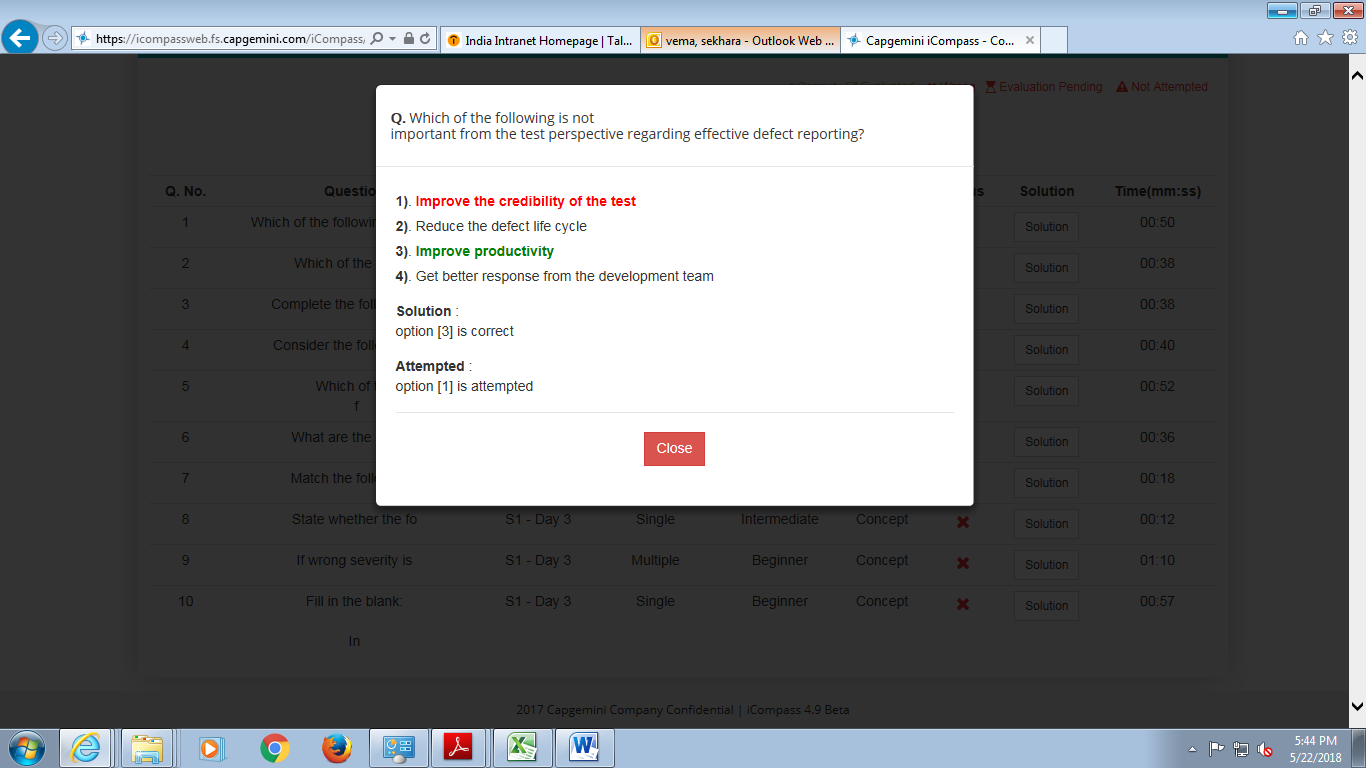 https://icompassweb.fs.capgemini.com/iCompass,
India Intranet Homepage | Tal...
vema, sekhara - Outlook Web ...
Capgemini iCompass - Co...
Evaluation Pending
Not Attempted
Q. Which of the following is not
important from the test perspective regarding effective defect reporting?
1). Improve the credibility of the test
2). Reduce the defect life cycle
3). Improve productivity
4). Get better response from the development team
Solution :
option [3] is correct
Attempted :
option [1] is attempted
Close
Q. No. Questio s Solution Time(mm:ss)
1 Which of the followin Solution 00:50
2 Which of the Solution 00:38
3 Complete the foll Solution 00:38
4 Consider the foll Solution 00:40
5 Which of Solution 00:52
f
6 What are the Solution 00:36
7 Match the foll Solution 00:18
8 State whether the fo S1 - Day 3 Single Intermediate Concept Solution 00:12
9 If wrong severity is S1 - Day 3 Multiple Beginner Concept Solution 01:10
10 Fill in the blank: S1 - Day 3 Single Beginner Concept Solution 00:57
In
2017 Capgemini Company Confidential | iCompass 4.9 Beta
5:44 PM
5/22/2018